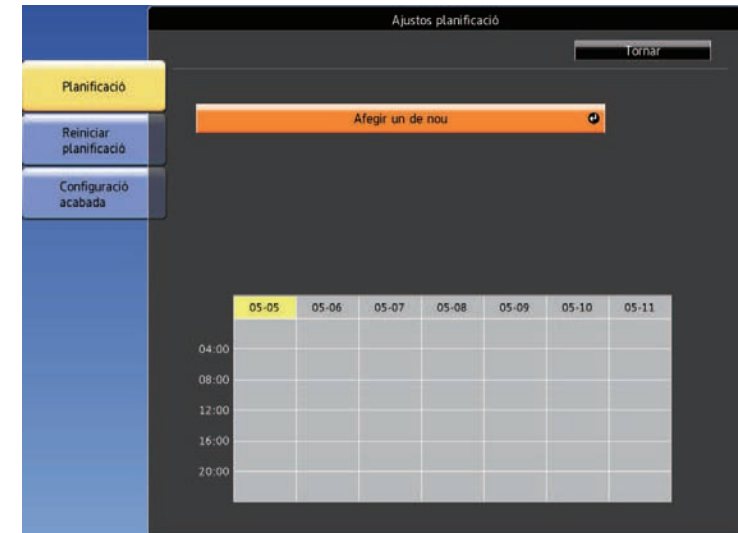 Ajustos planificació
Tornar
Planificació
Afegir un de nou
Reiniciar
planificació
Configuració
acabada
05-05 05-06 05-07 05-08 05-09 05-10 05-11
04:00
08:00
12:00
16:00
20:00